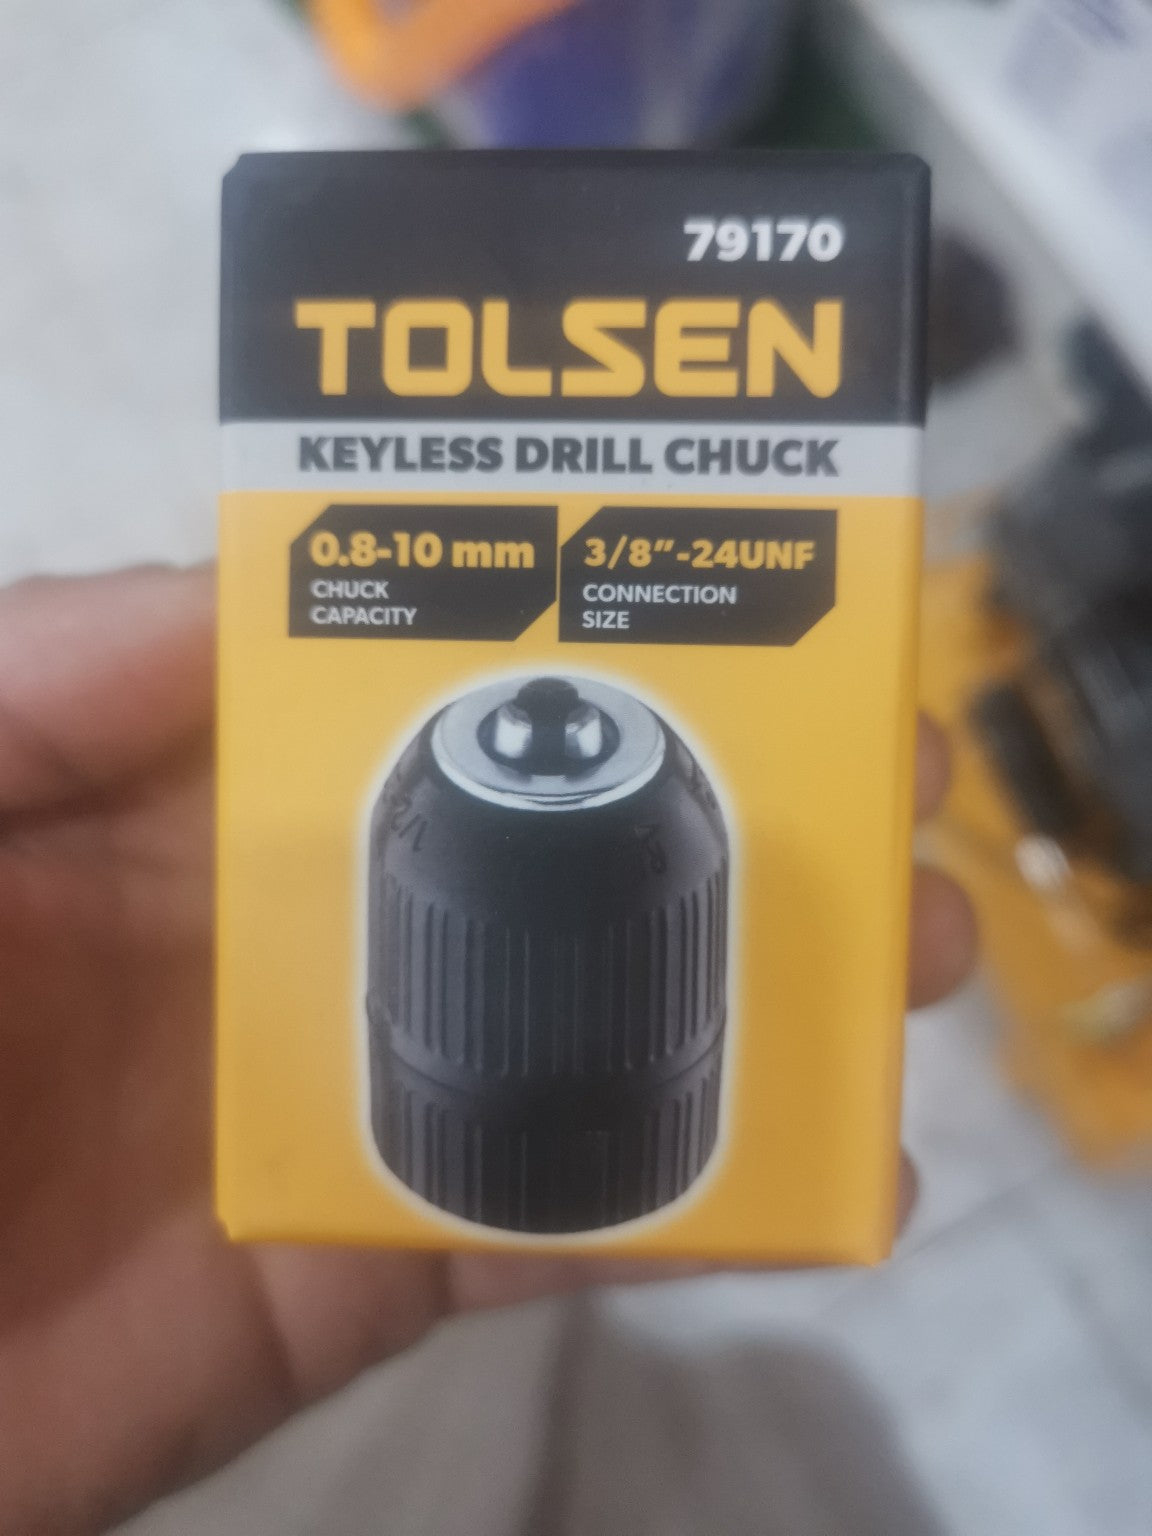 79170
TOLSEN
KEYLESS DRILL CHUCK
0.8-10 mm
CHUCK
CAPACITY
3/8”-24UNF
CONNECTION
SIZE